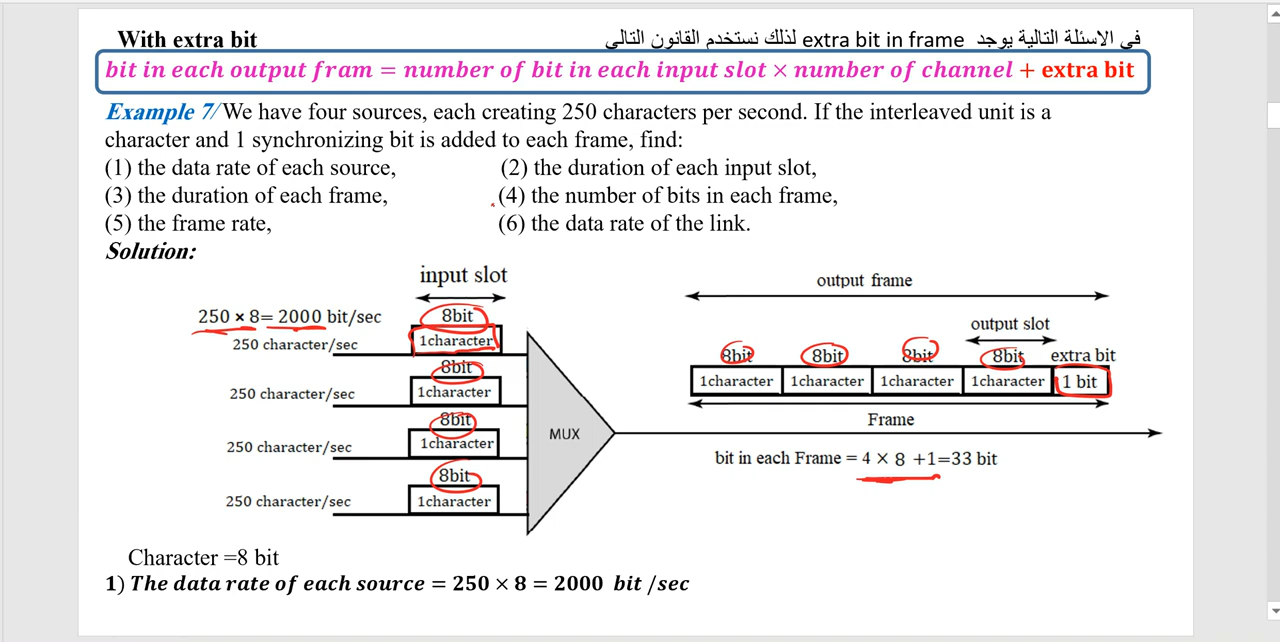 With extra bit
في الاسئلة التالية يوجد extra bit in frame لذلك نستخدم القانون التالي
bit in each output fram = number of bit in each input slot × number of channel + extra bit
Example 7/ We have four sources, each creating 250 characters per second. If the interleaved unit is a
character and 1 synchronizing bit is added to each frame, find:
(1) the data rate of each source, (2) the duration of each input slot,
(3) the duration of each frame, (4) the number of bits in each frame,
(5) the frame rate, (6) the data rate of the link.
Solution:
input slot
output frame
250 × 8= 2000 bit/sec
8bit
output slot
250 character/sec
1character
8bit 8bit 8bit 8bit extra bit
8bit
1character 1character 1character 1character 1 bit
250 character/sec
1character
Frame
8bit
MUX
250 character/sec
1character
bit in each Frame = 4 × 8 +1=33 bit
8bit
250 character/sec
1character
Character =8 bit
1) The data rate of each source = 250 × 8 = 2000 bit /sec